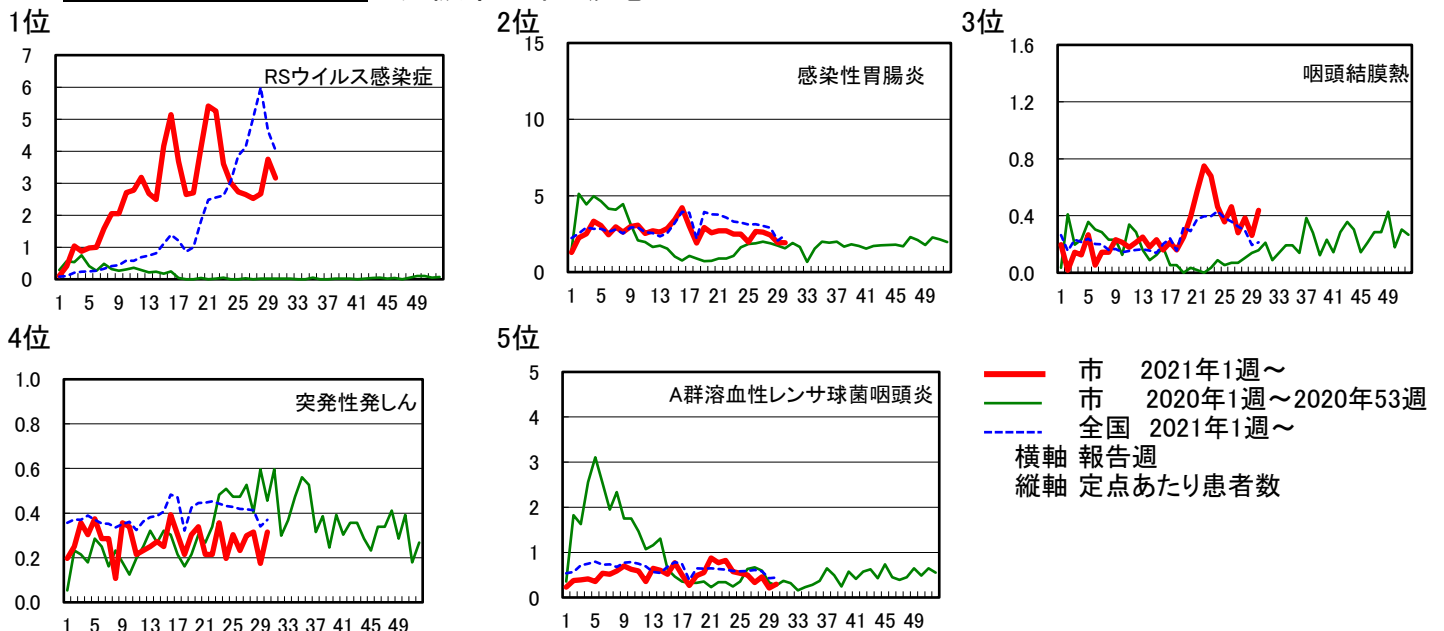 1位
RSウイルス感染症
7
6
5
4
3
2
1
0
1 5 9 13 17 21 25 29 33 37 41 45 49
2位
感染性胃腸炎
15
10
5
0
1 5 9 13 17 21 25 29 33 37 41 45 49
3位
咽頭結膜熱
1.6
1.2
0.8
0.4
0.0
1 5 9 13 17 21 25 29 33 37 41 45 49
4位
突発性発しん
1.0
0.8
0.6
0.4
0.2
0.0
1 5 9 13 17 21 25 29 33 37 41 45 49
5位
A群溶血性レンサ球菌咽頭炎
5
4
3
2
1
0
1 5 9 13 17 21 25 29 33 37 41 45 49
市 2021年1週～
市 2020年1週～2020年53週
全国 2021年1週～
横軸 報告週
縦軸 定点あたり患者数